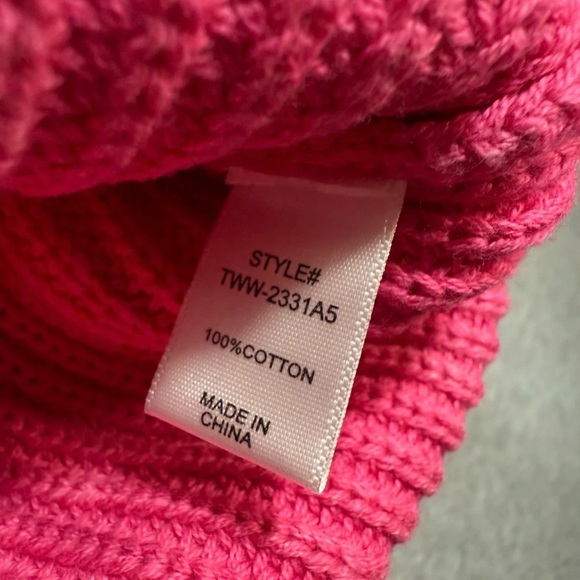 STYLE#
TWW-2331A5
100%COTTON
MADE IN
CHINA